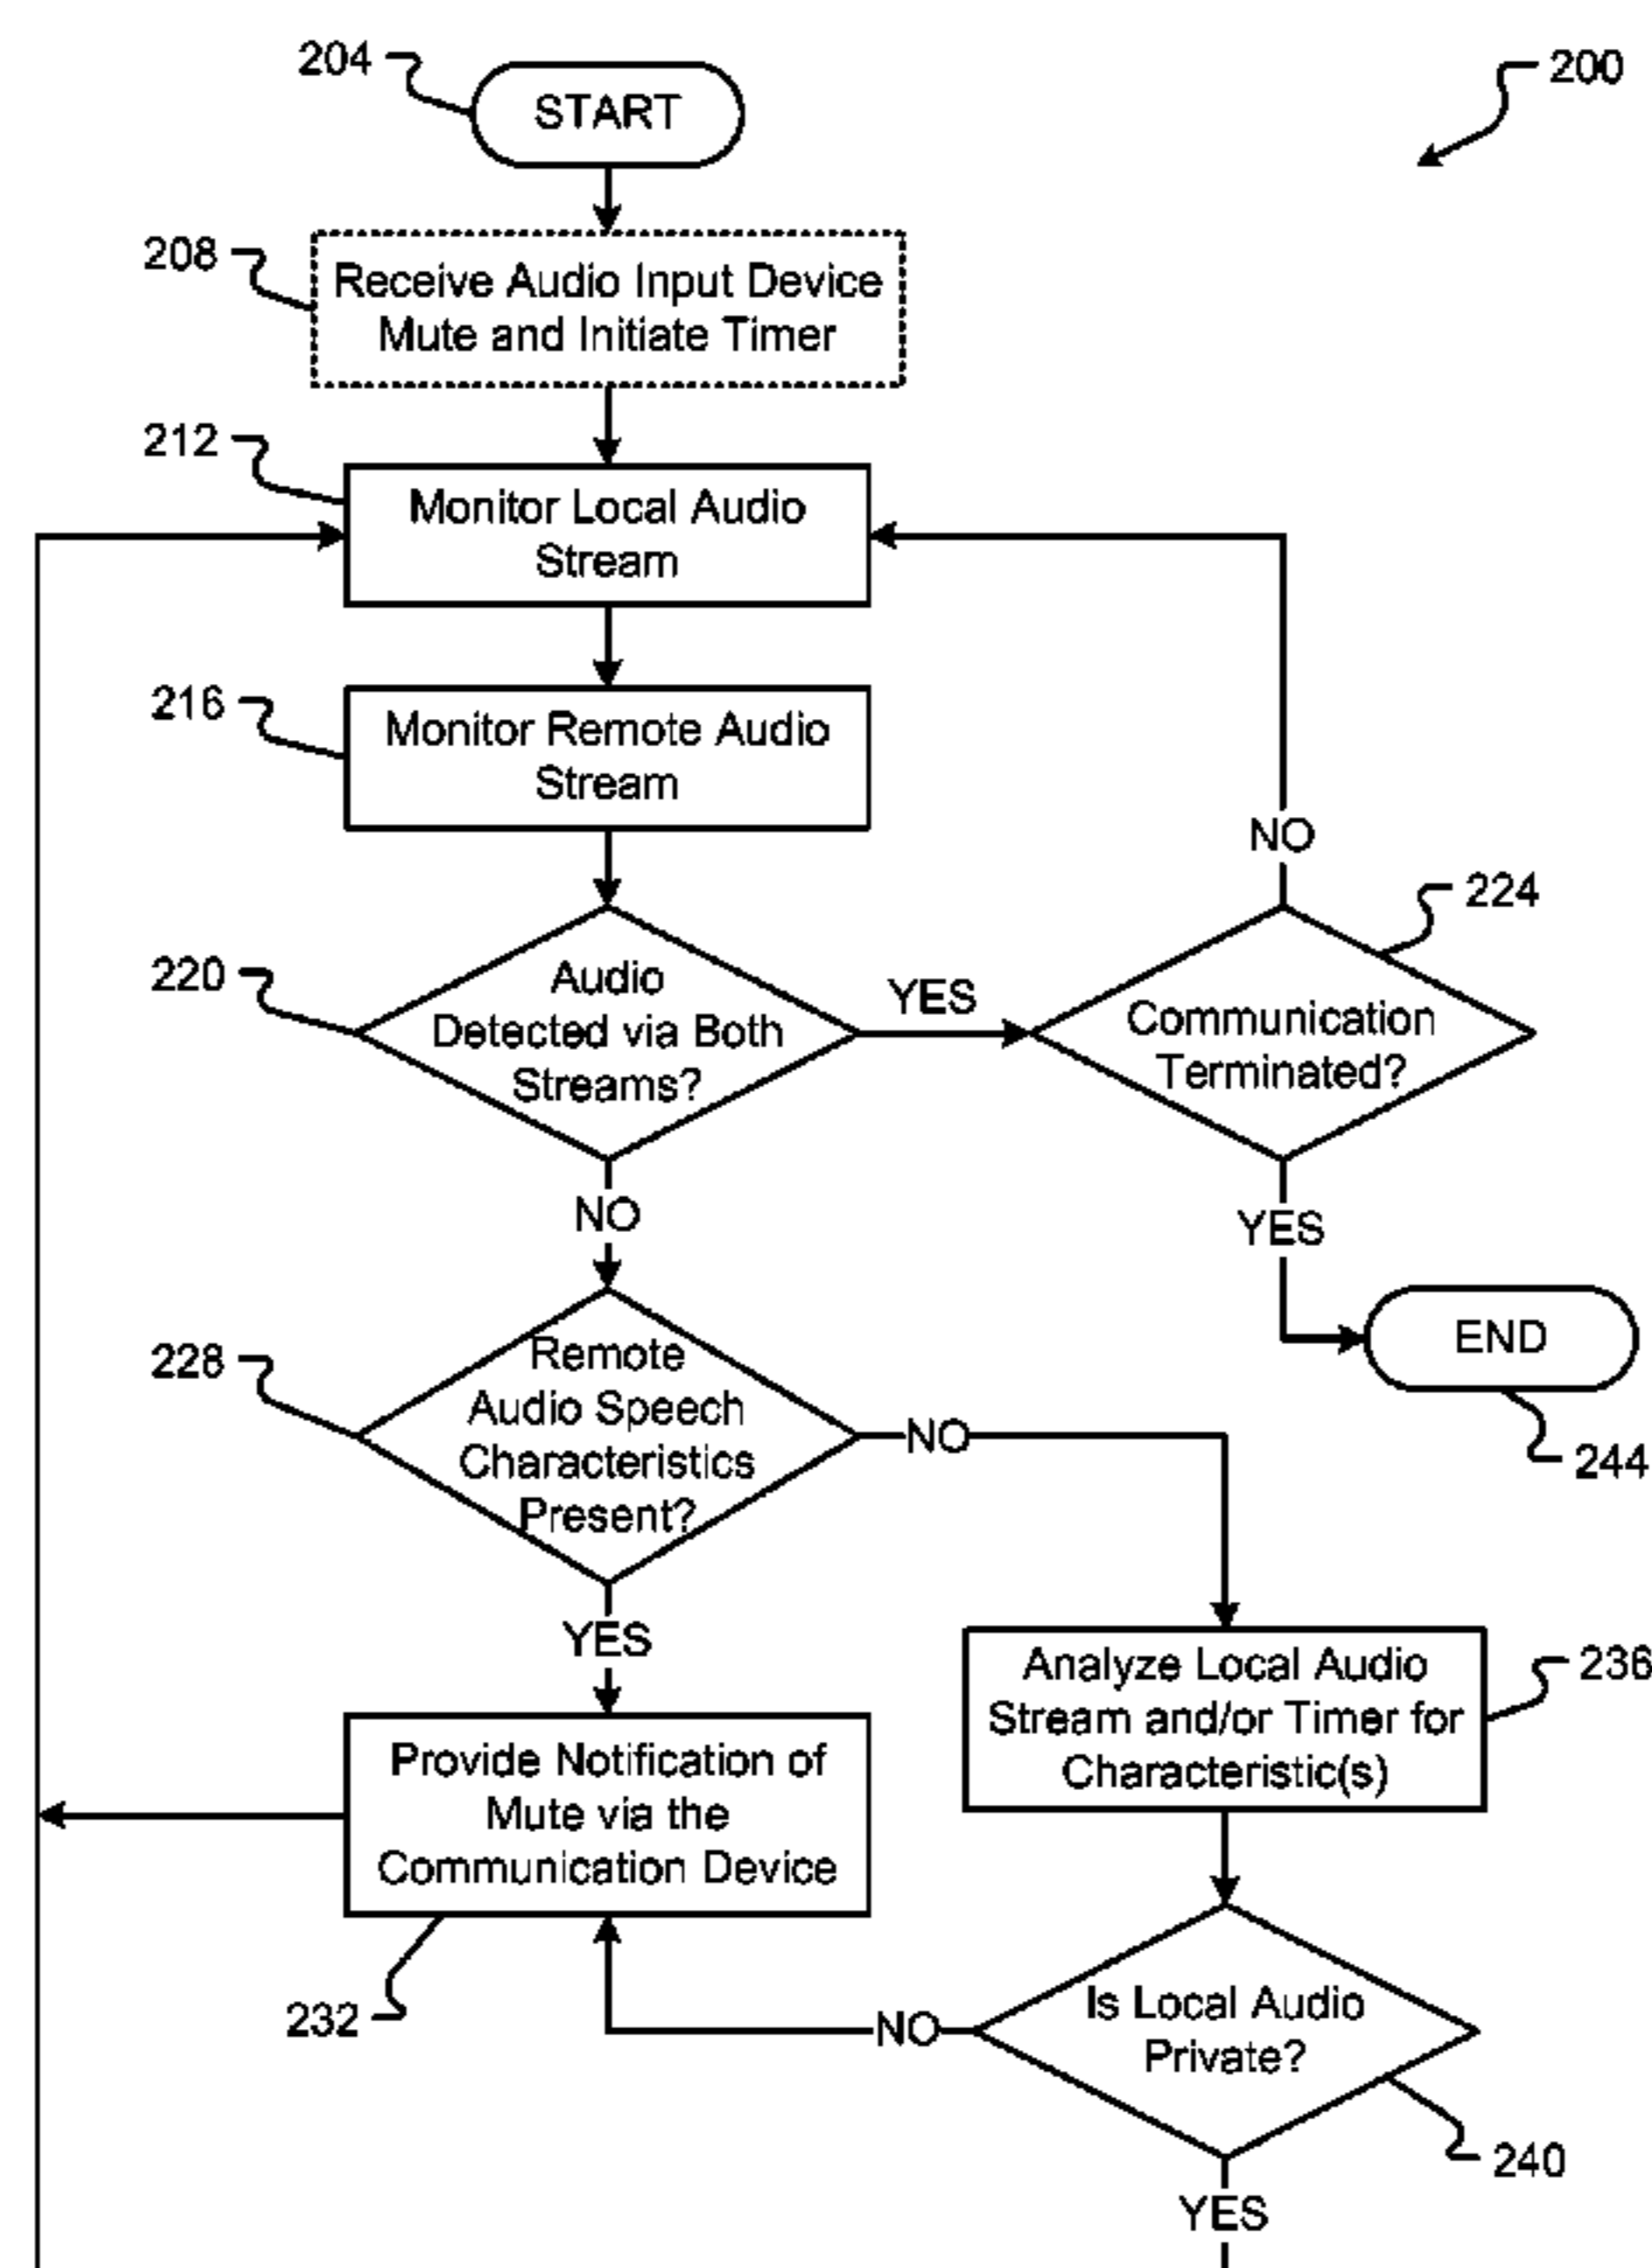 204
START
200
208
Receive Audio Input Device
Mute and Initiate Timer
212
Monitor Local Audio
Stream
216
Monitor Remote Audio
Stream
NO
224
220
Audio
Detected via Both
Streams?
YES
Communication
Terminated?
NO
YES
END
244
228
Remote
Audio Speech
Characteristics
Present?
NO
YES
236
Analyze Local Audio
Stream and/or Timer for
Characteristic(s)
Provide Notification of
Mute via the
Communication Device
232
NO
Is Local Audio
Private?
240
YES